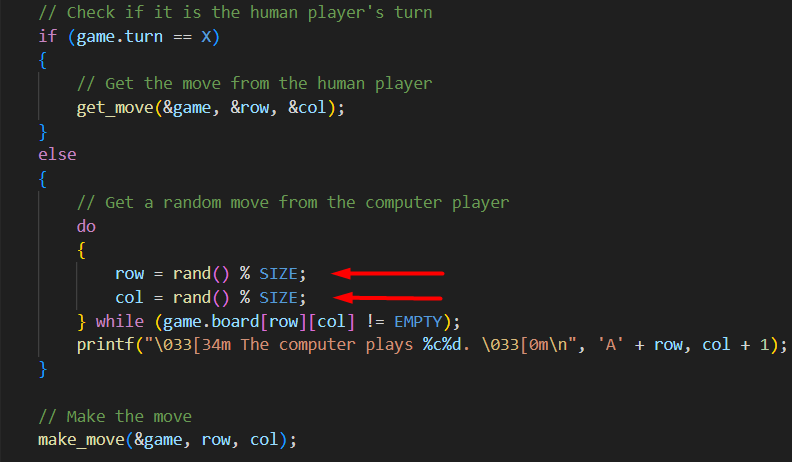 // Check if it is the human player's turn
if (game.turn == X)
{
// Get the move from the human player
get_move(&game, &row, &col);
}
else
{
// Get a random move from the computer player
do
{
row = rand() % SIZE;
col = rand() % SIZE;
} while (game.board[row][col] != EMPTY);
printf("\033[34m The computer plays %c%d. \033[0m\n", 'A' + row, col + 1);
}
// Make the move
make_move(&game, row, col);